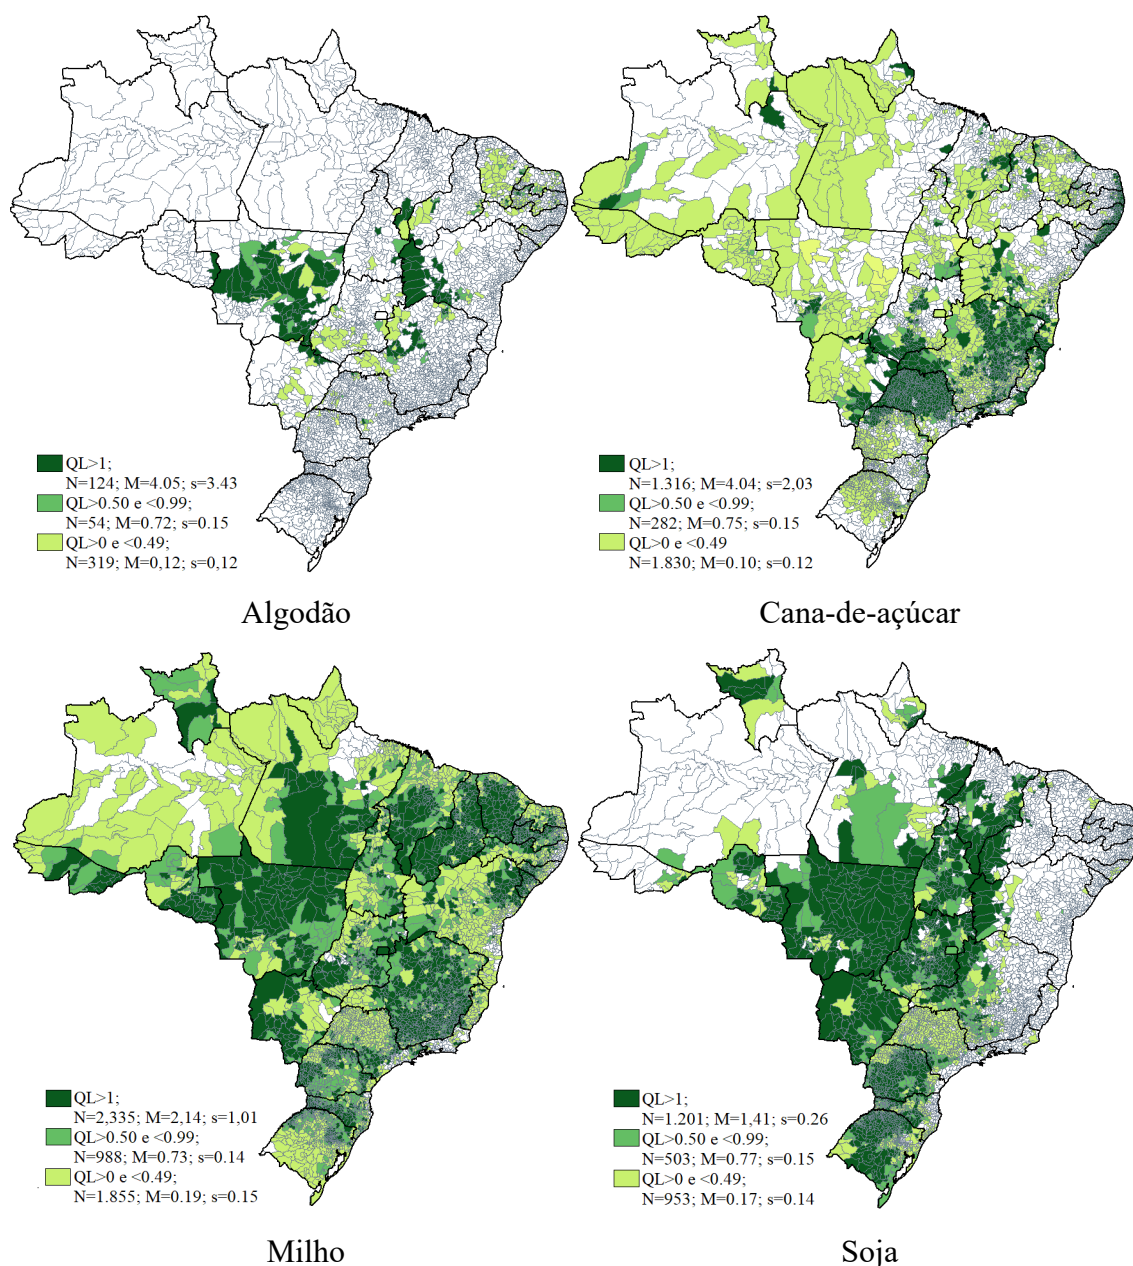 QL>1;
N=124; M=4.05; s=3.43
QL>0.50 e <0.99;
N=54; M=0.72; s=0.15
QL>0 e <0.49;
N=319; M=0,12; s=0,12
Algodão
QL>1;
N=1.316; M=4.04; s=2,03
QL>0.50 e <0.99;
N=282; M=0.75; s=0.15
QL>0 e <0.49
N=1.830; M=0.10; s=0.12
Cana-de-açúcar
QL>1;
N=2,335; M=2,14; s=1,01
QL>0.50 e <0.99;
N=988; M=0.73; s=0.14
QL>0 e <0.49;
N=1.855; M=0.19; s=0.15
Milho
QL>1;
N=1.201; M=1,41; s=0.26
QL>0.50 e <0.99;
N=503; M=0.77; s=0.15
QL>0 e <0.49;
N=953; M=0.17; s=0.14
Soja